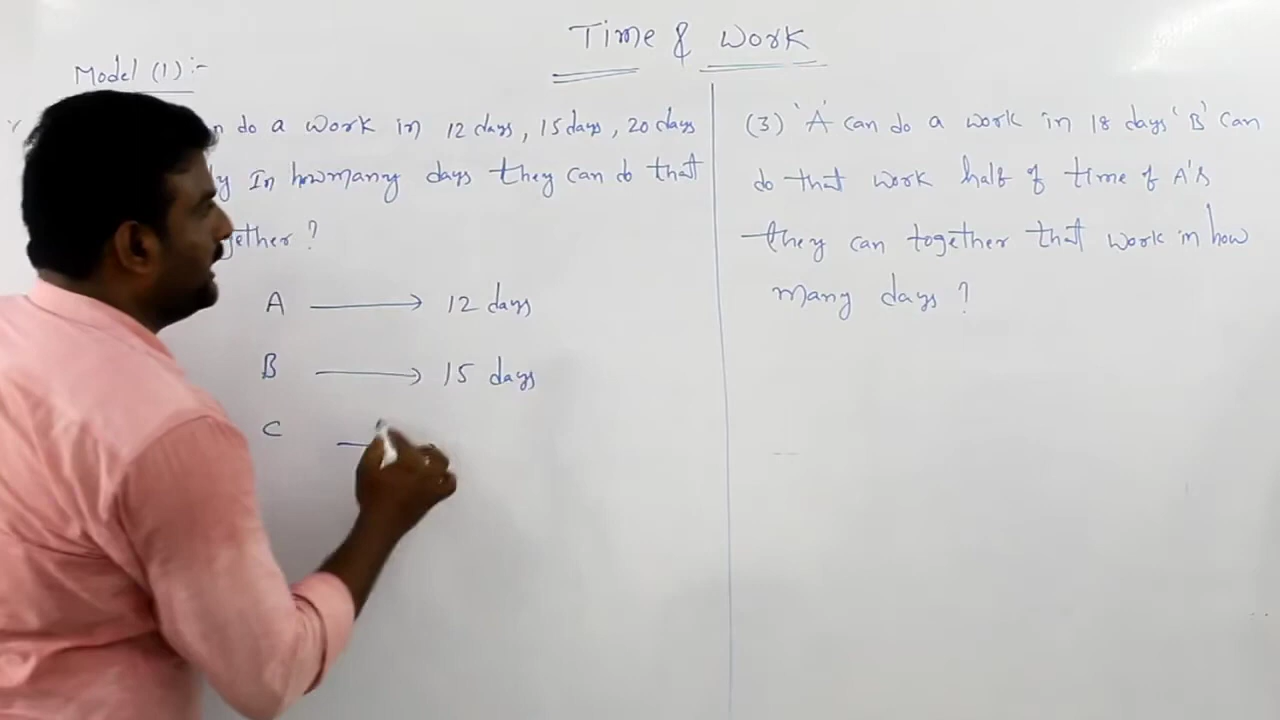 Time & Work
Model (1) :-
do a work in 12 days, 15 days, 20 days
In howmany days they can do that
?
A → 12 days
B → 15 days
C
(3) 'A' can do a work in 18 days 'B' can
do that work half of time of A's
they can together that work in how
many days ?